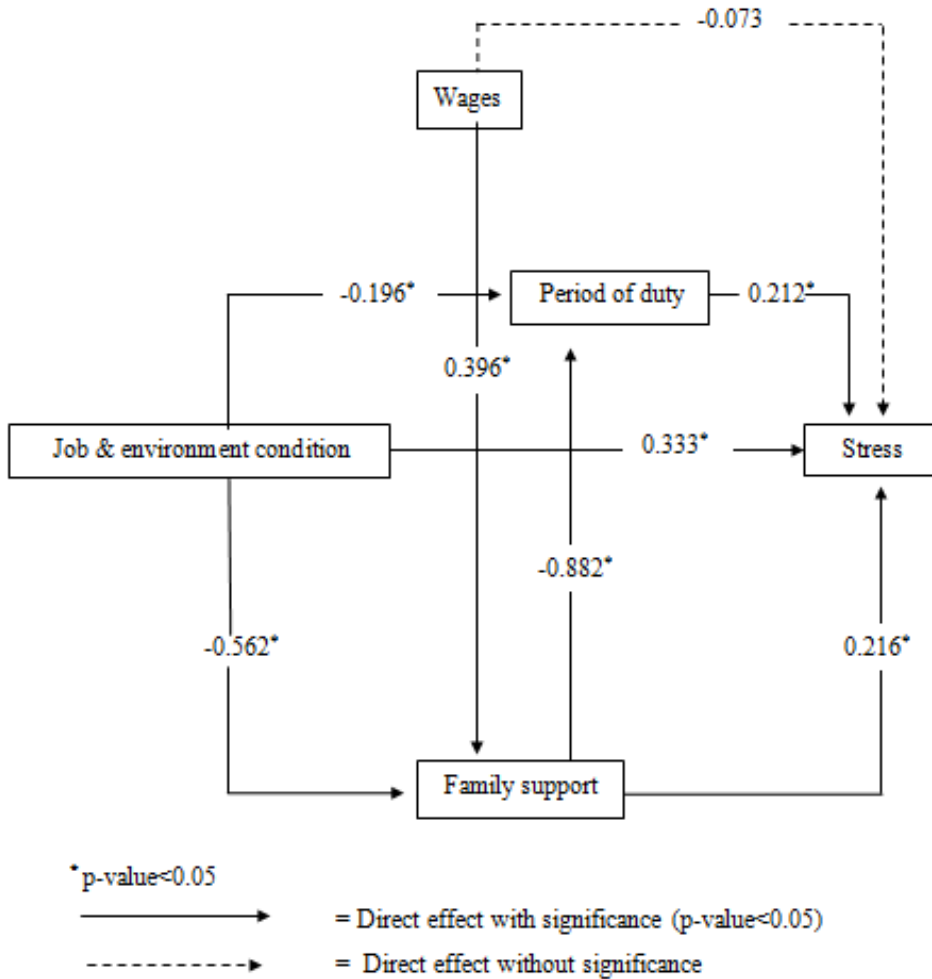 -0.073
Wages
-0.196*
Period of duty
0.212*
0.396*
Job & environment condition
0.333*
Stress
-0.882*
-0.562*
0.216*
Family support
*p-value<0.05
= Direct effect with significance (p-value<0.05)
= Direct effect without significance